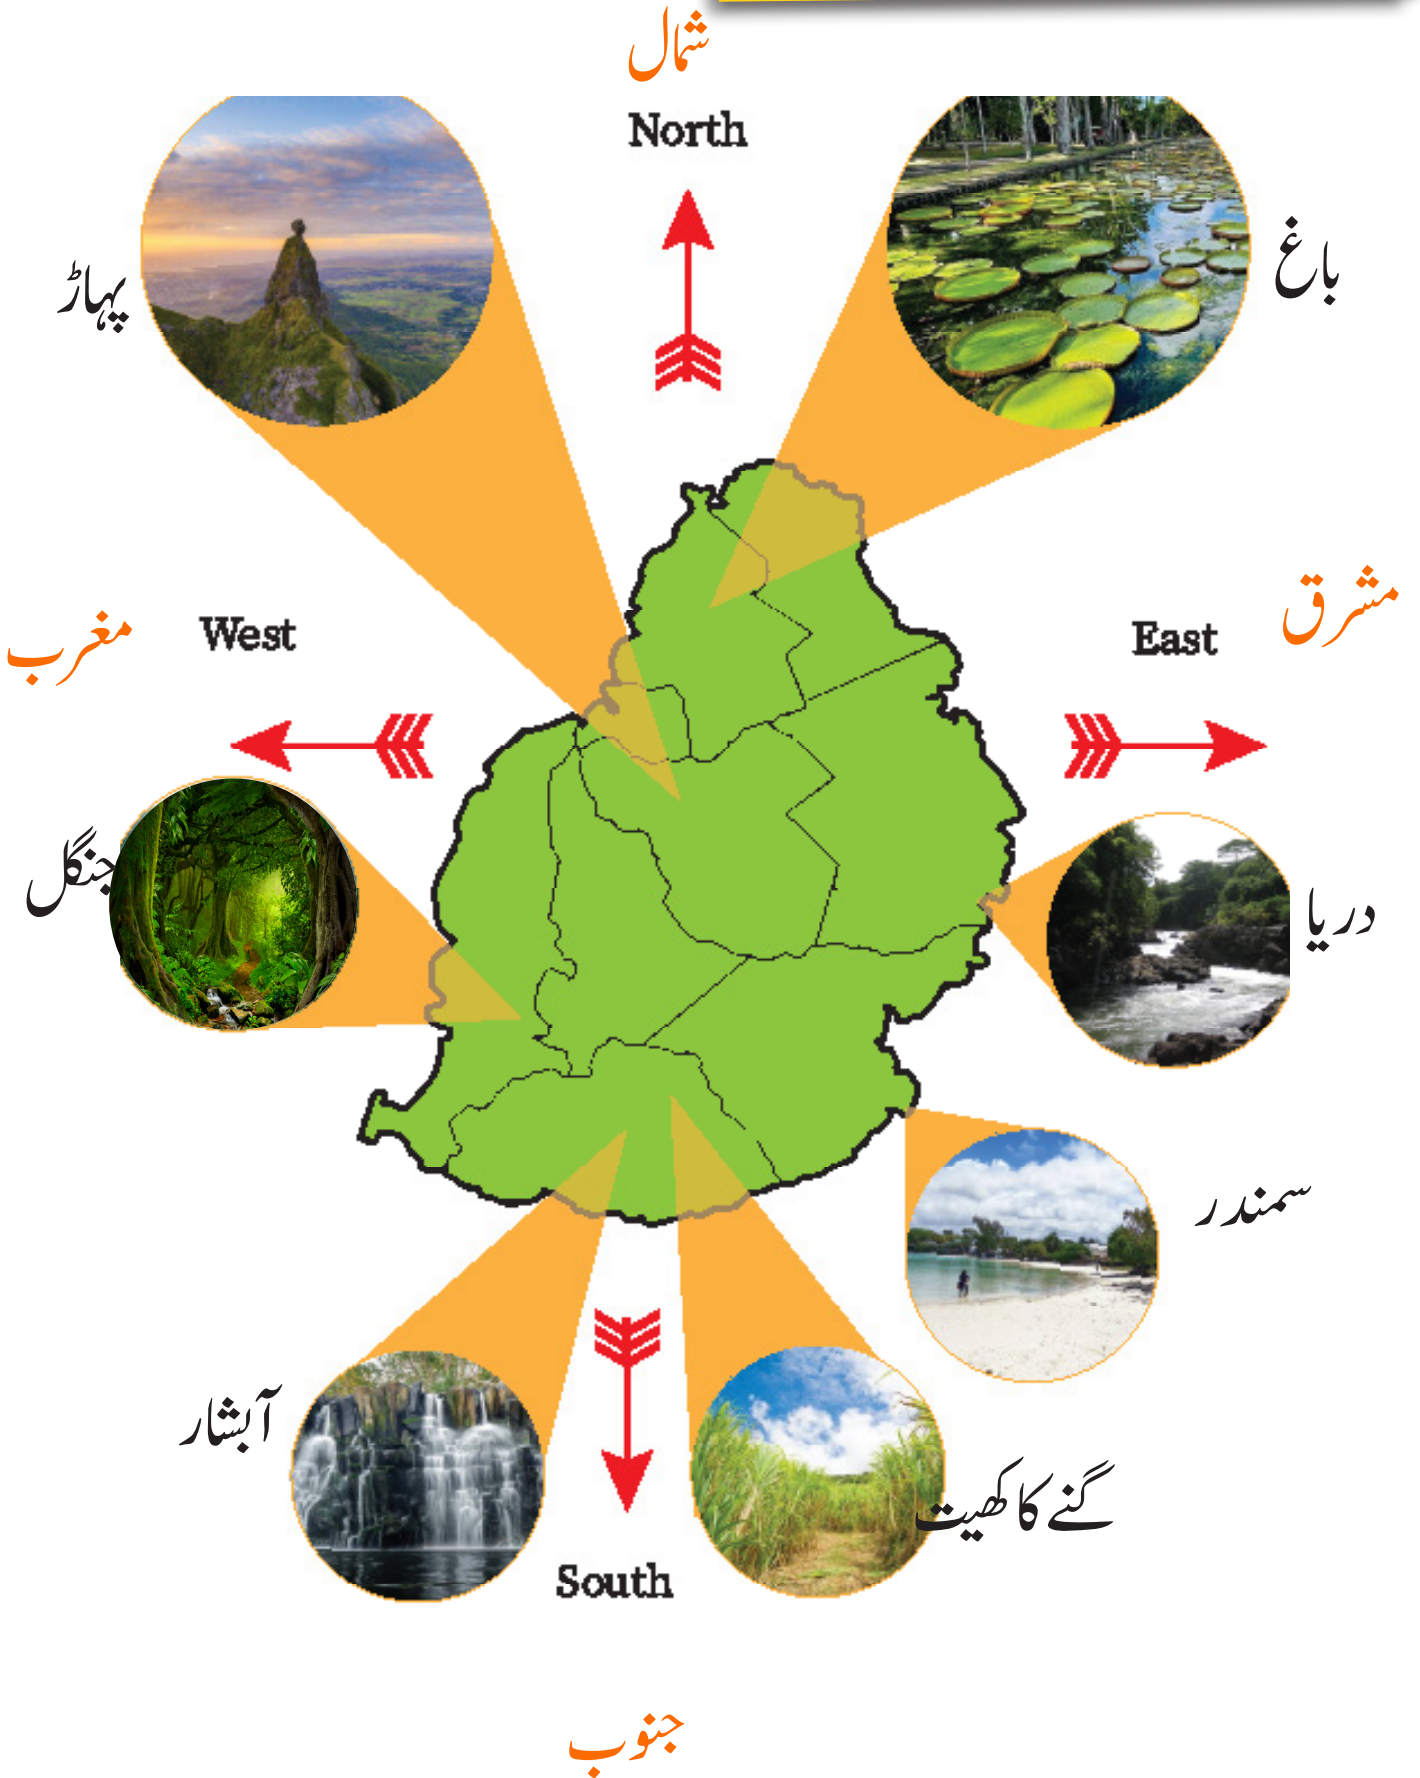 شمال
North
باغ
پہاڑ
مشرق
East
West
مغرب
جنگل
دریا
سمندر
آبشار
گنے کا کھیت
South
جنوب